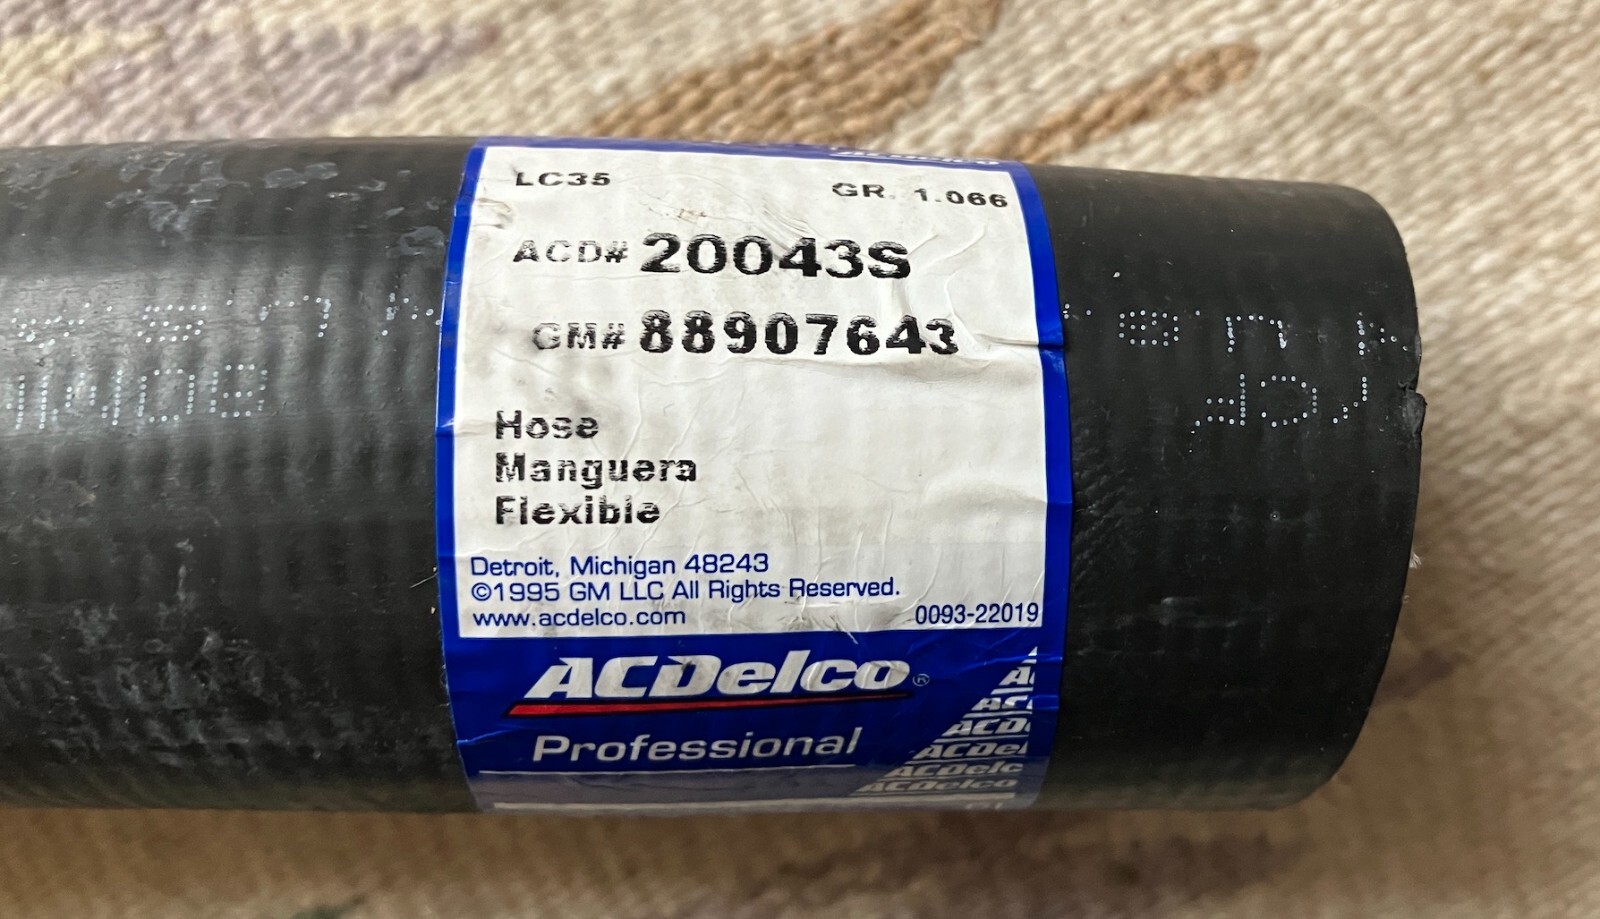 LC35 GR. 1.066
ACD# 20043S
GM# 88907643
Hose
Manguera
Flexible
Detroit, Michigan 48243
©1995 GM LLC All Rights Reserved.
www.acdelco.com 0093-22019
ACDelco®
Professional
ACDelco